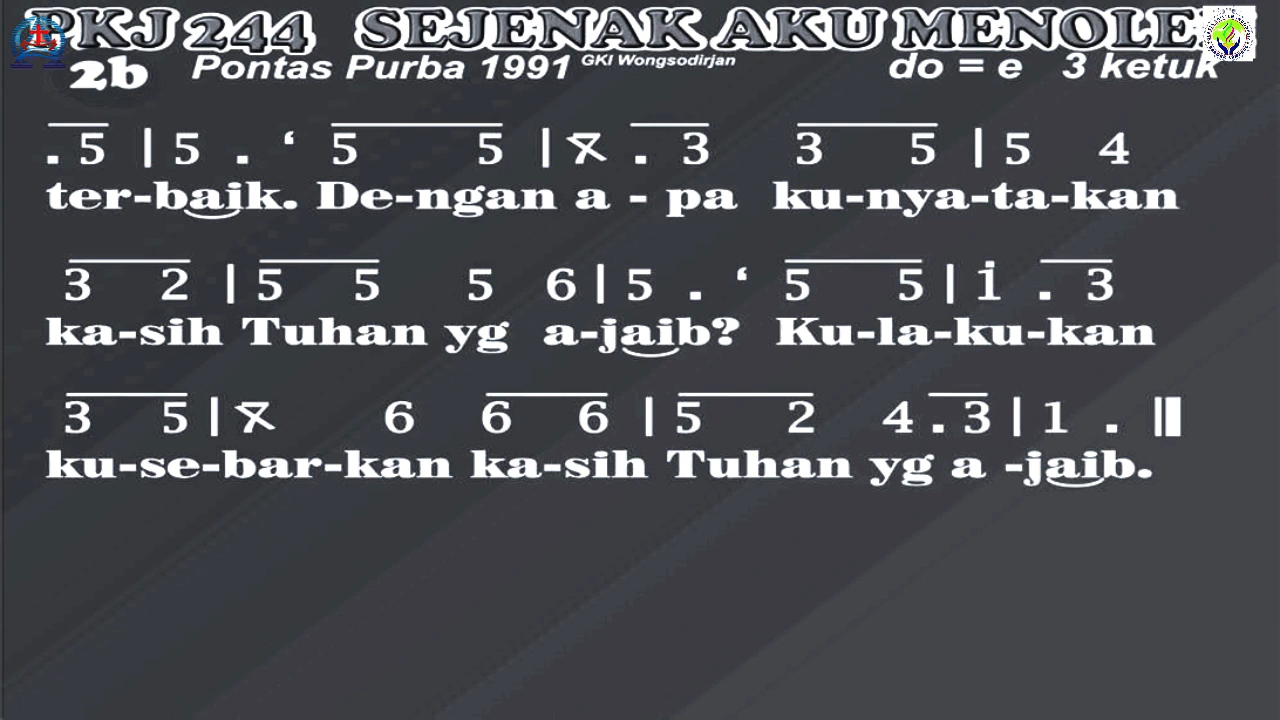 PKJ 244 SEJENAK AKU MENOLEH
2b Pontas Purba 1991 GKI Wongsodirjan do = e 3 ketuk
. 5 | 5 . ‘ 5 5 | 7 . 3 3 5 | 5 4
ter-baik. De-ngan a - pa ku-nya-ta-kan
3 2 | 5 5 5 6 | 5 . ‘ 5 5 | i . 3
ka-sih Tuhan yg a-jaib? Ku-la-ku-kan
3 5 | 7 6 6 6 | 5 2 4 . 3 | 1 . ||
ku-se-bar-kan ka-sih Tuhan yg a -jaib.